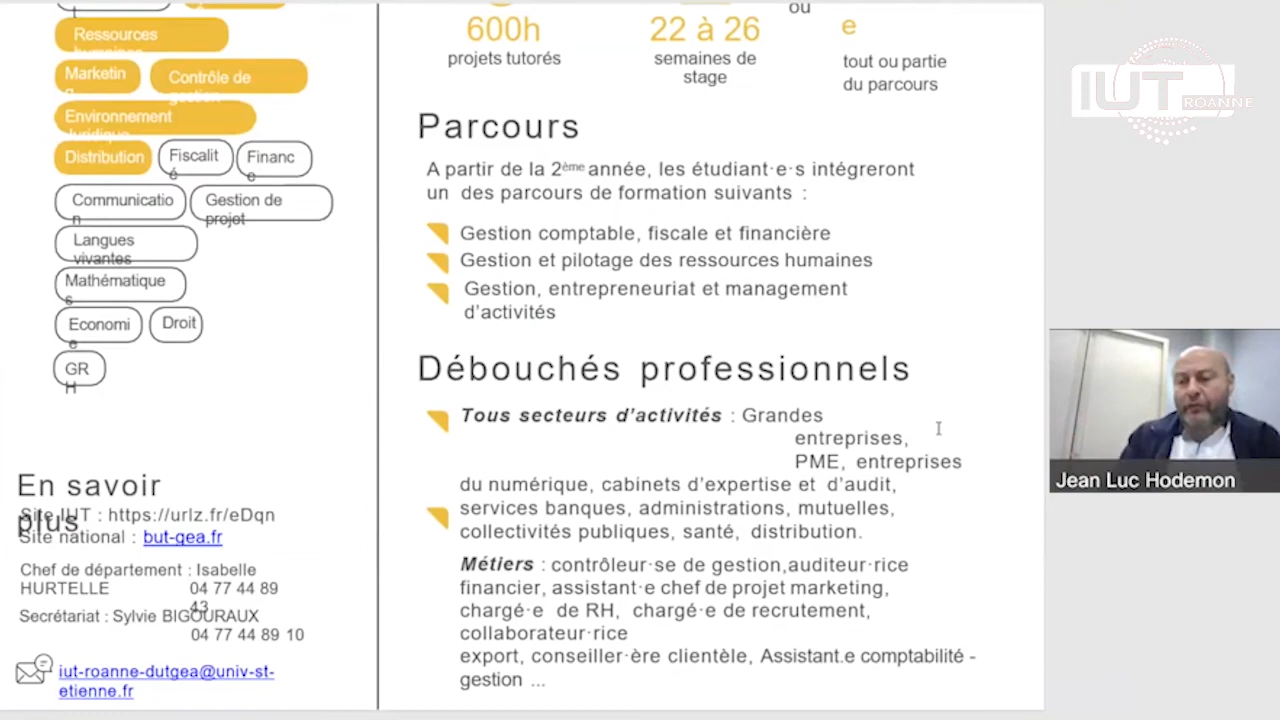 Ressources
humaines
Marketin
g
Contrôle de
gestion
Environnement
Juridique
Distribution
Fiscalit
é
Financ
e
Communicatio
n
Gestion de
projet
Langues
vivantes
Mathématique
s
Economi
e
Droit
GR
H
En savoir
plus
Site IUT : https://urlz.fr/eDqn
Site national : but-gea.fr
Chef de département : Isabelle
HURTELLE 04 77 44 89
43
Secrétariat : Sylvie BIGOURAUX
04 77 44 89 10
iut-roanne-dutgea@univ-st-
etienne.fr
600h
projets tutorés
22 à 26
semaines de
stage
ou
e
tout ou partie
du parcours
Parcours
A partir de la 2ème année, les étudiant·e·s intégreront
un des parcours de formation suivants :
Gestion comptable, fiscale et financière
Gestion et pilotage des ressources humaines
Gestion, entrepreneuriat et management
d'activités
Débouchés professionnels
Tous secteurs d'activités : Grandes
entreprises,
PME, entreprises
du numérique, cabinets d'expertise et d'audit,
services banques, administrations, mutuelles,
collectivités publiques, santé, distribution.
Métiers : contrôleur·se de gestion,auditeur·rice
financier, assistant·e chef de projet marketing,
chargé·e de RH, chargé·e de recrutement,
collaborateur·rice
export, conseiller·ère clientèle, Assistant.e comptabilité -
gestion ...
IUT ROANNE
Jean Luc Hodemon